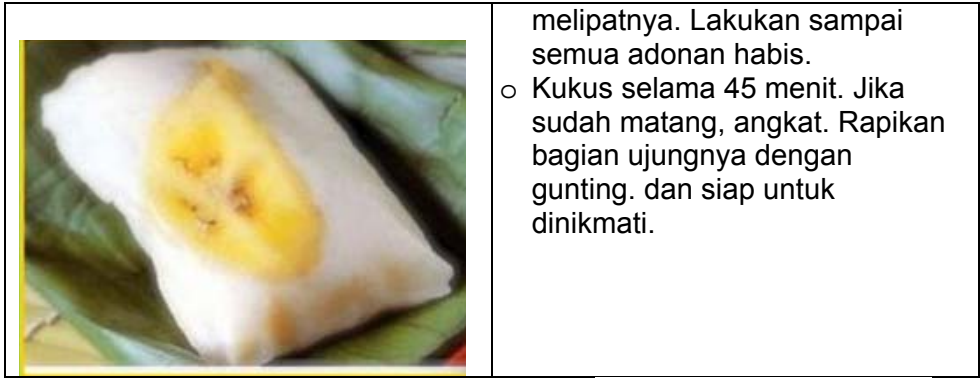 melipatnya. Lakukan sampai
semua adonan habis.
o Kukus selama 45 menit. Jika
sudah matang, angkat. Rapikan
bagian ujungnya dengan
gunting. dan siap untuk
dinikmati.